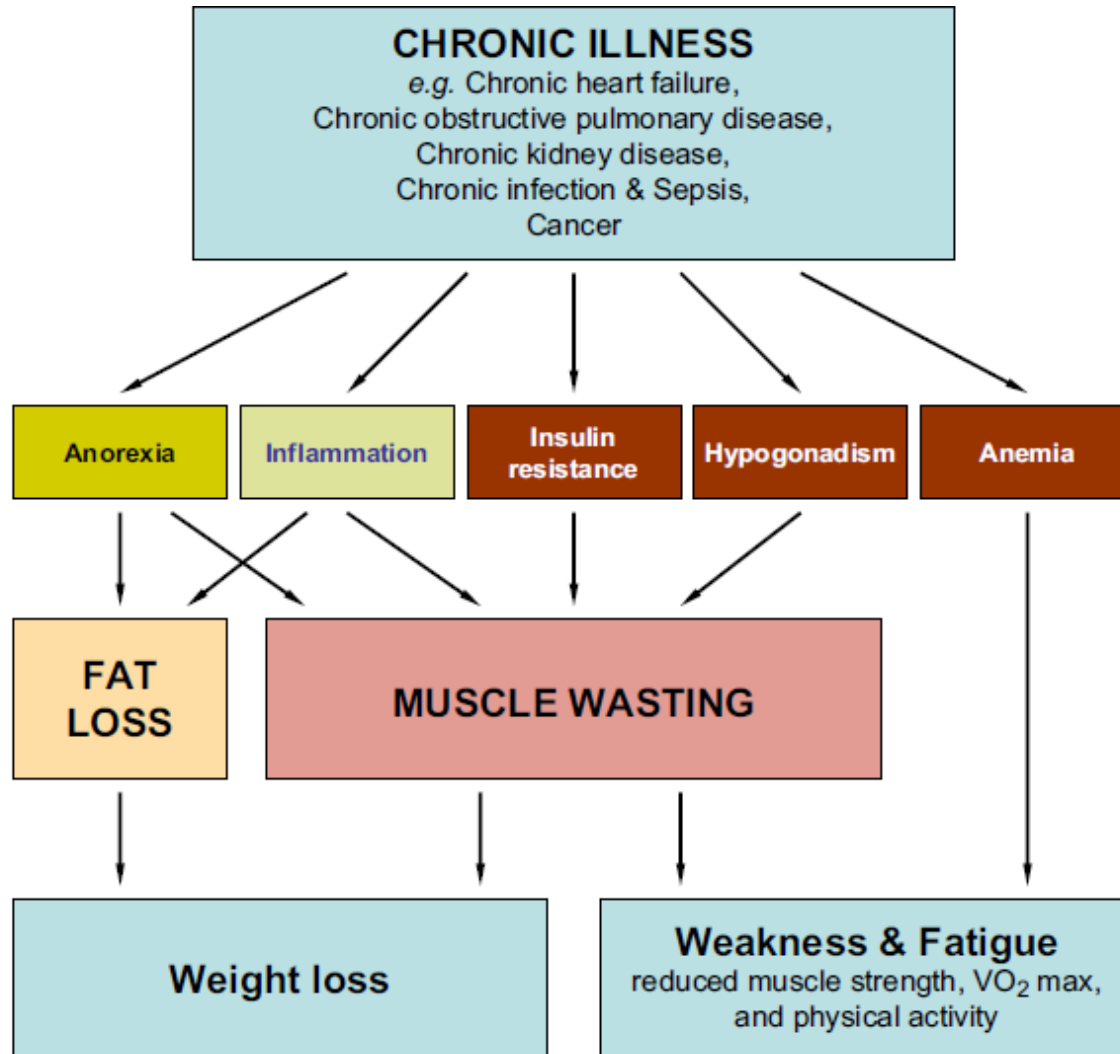 CHRONIC ILLNESS
e.g. Chronic heart failure,
Chronic obstructive pulmonary disease,
Chronic kidney disease,
Chronic infection & Sepsis,
Cancer
Anorexia
Inflammation
Insulin
resistance
Hypogonadism
Anemia
FAT
LOSS
MUSCLE WASTING
Weight loss
Weakness & Fatigue
reduced muscle strength, VO₂ max,
and physical activity